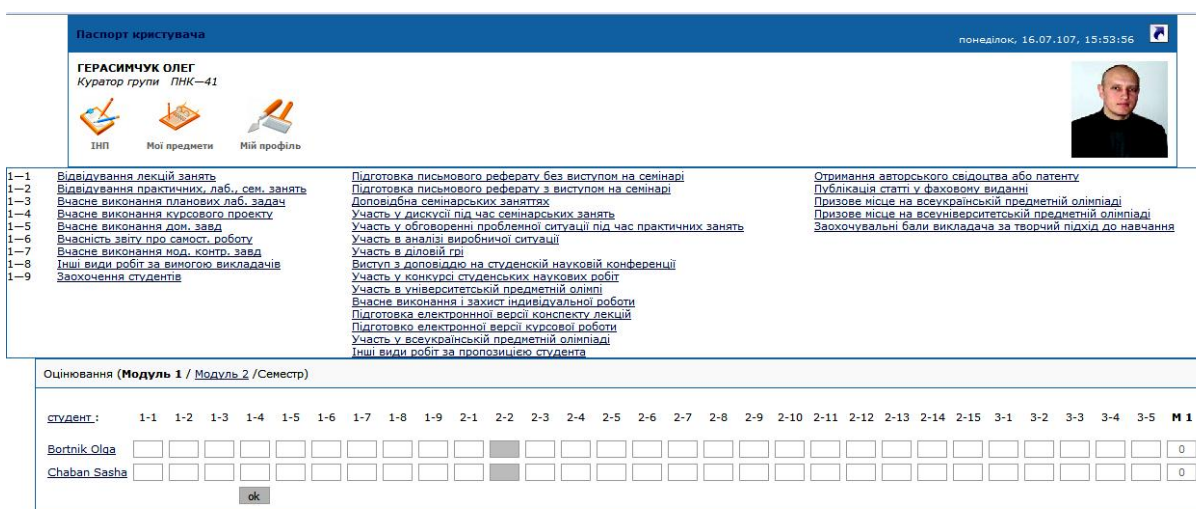 Паспорт кристувача
понеділок, 16.07.107, 15:53:56
ГЕРАСИМЧУК ОЛЕГ
Куратор групи ПНК—41
ІНП Мої предмети Мій профіль
1—1 Відвідування лекцій занять
1—2 Відвідування практичних, лаб., сем. занять
1—3 Вчасне виконання планових лаб. задач
1—4 Вчасне виконання курсового проекту
1—5 Вчасне виконання дом. завд
1—6 Вчасність звіту про самост. роботу
1—7 Вчасне виконання мод. контр. завд
1—8 Інші види робіт за вимогою викладачів
1—9 Заохочення студентів
Підготовка письмового реферату без виступом на семінарі
Підготовка письмового реферату з виступом на семінарі
Доповідбна семінарських заняттях
Участь у дискусії під час семінарських занять
Участь у обговоренні проблемної ситуації під час практичних занять
Участь в аналізі виробничої ситуації
Участь в діловій грі
Виступ з доповіддю на студенскій науковій конференції
Участь у конкурсі студенських наукових робіт
Участь в університетській предметній олімпі
Вчасне виконання і захист індивідуальної роботи
Підготовка електроннної версії конспекту лекцій
Підготовко електронної версії курсової роботи
Участь у всеукраїнській предметній олімпіаді
Інші види робіт за пропозицією студента
Отримання авторського свідоцтва або патенту
Публікація статті у фаховому виданні
Призове місце на всеукраїнській предметній олімпіаді
Призове місце на всеуніверситетській предметній олімпіаді
Заохочувальні бали викладача за творчий підхід до навчання
Оцінювання (Модуль 1 / Модуль 2 /Семестр)
студент : 1-1 1-2 1-3 1-4 1-5 1-6 1-7 1-8 1-9 2-1 2-2 2-3 2-4 2-5 2-6 2-7 2-8 2-9 2-10 2-11 2-12 2-13 2-14 2-15 3-1 3-2 3-3 3-4 3-5 М 1
Bortnik Olga 0
Chaban Sasha 0
ok